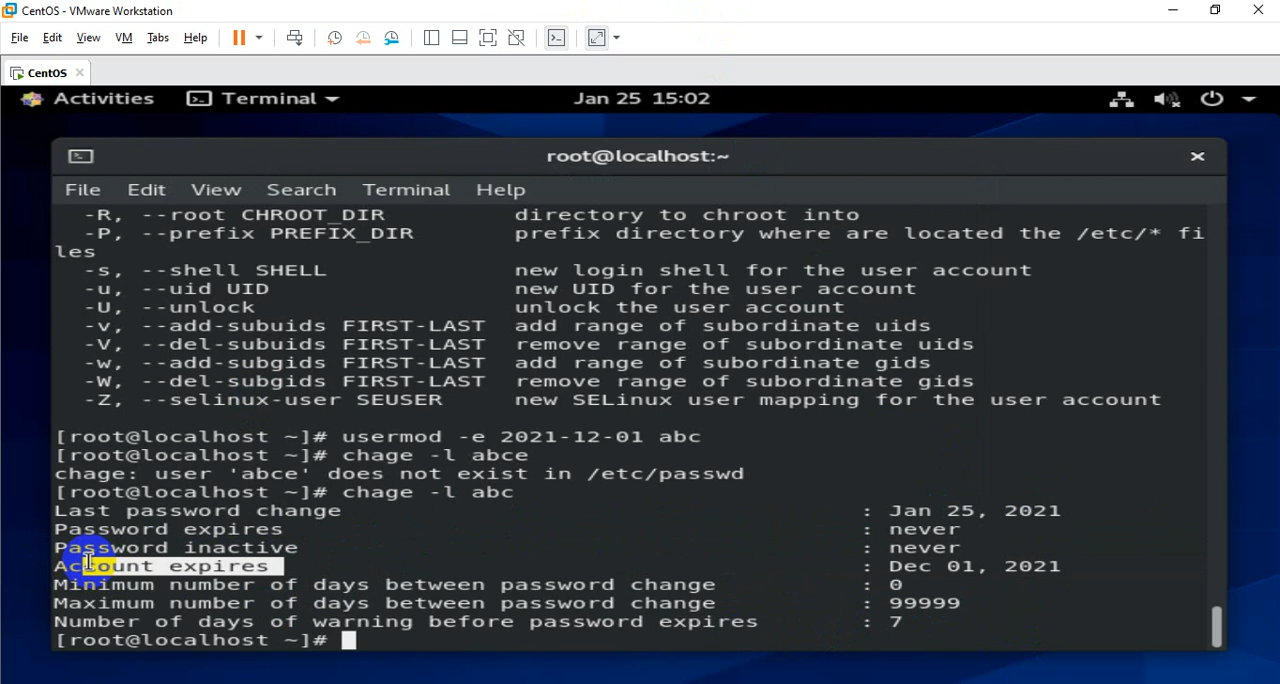 CentOS - VMware Workstation
File Edit View VM Tabs Help
CentOS
Activities Terminal Jan 25 15:02
root@localhost:~
File Edit View Search Terminal Help
-R, --root CHROOT_DIR directory to chroot into
-P, --prefix PREFIX_DIR prefix directory where are located the /etc/* fi
les
-s, --shell SHELL new login shell for the user account
-u, --uid UID new UID for the user account
-U, --unlock unlock the user account
-v, --add-subuids FIRST-LAST add range of subordinate uids
-V, --del-subuids FIRST-LAST remove range of subordinate uids
-w, --add-subgids FIRST-LAST add range of subordinate gids
-W, --del-subgids FIRST-LAST remove range of subordinate gids
-Z, --selinux-user SEUSER new SELinux user mapping for the user account
[root@localhost ~]# usermod -e 2021-12-01 abc
[root@localhost ~]# chage -l abce
chage: user 'abce' does not exist in /etc/passwd
[root@localhost ~]# chage -l abc
Last password change : Jan 25, 2021
Password expires : never
Password inactive : never
Account expires : Dec 01, 2021
Minimum number of days between password change : 0
Maximum number of days between password change : 99999
Number of days of warning before password expires : 7
[root@localhost ~]#